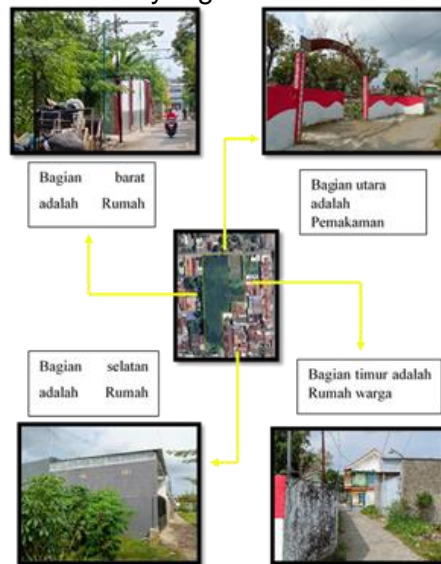 Bagian barat
adalah Rumah
Bagian utara
adalah
Pemakaman
Bagian selatan
adalah Rumah
Bagian timur adalah
Rumah warga